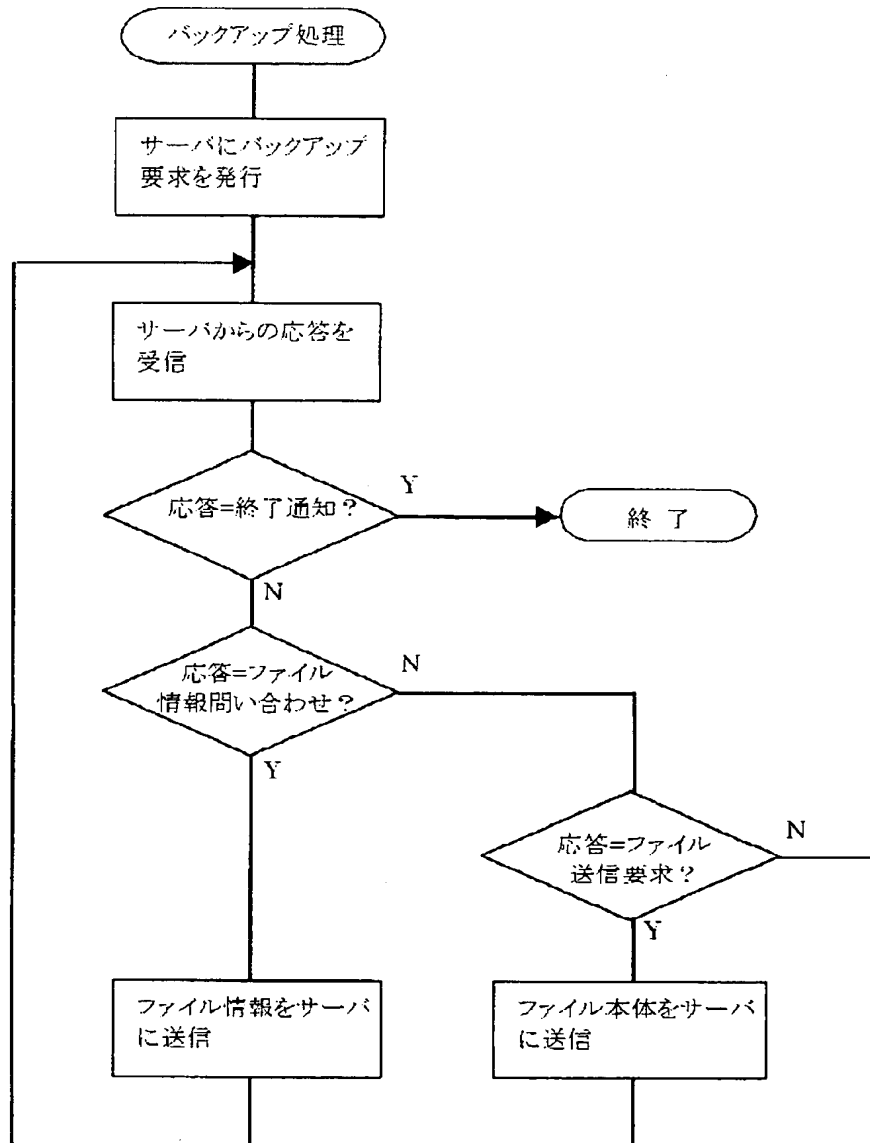 バックアップ処理
サーバにバックアップ
要求を発行
サーバからの応答を
受信
応答=終了通知?
Y
終了
N
応答=ファイル
情報問い合わせ?
N
Y
応答=ファイル
送信要求?
N
Y
ファイル情報をサーバ
に送信
ファイル本体をサーバ
に送信